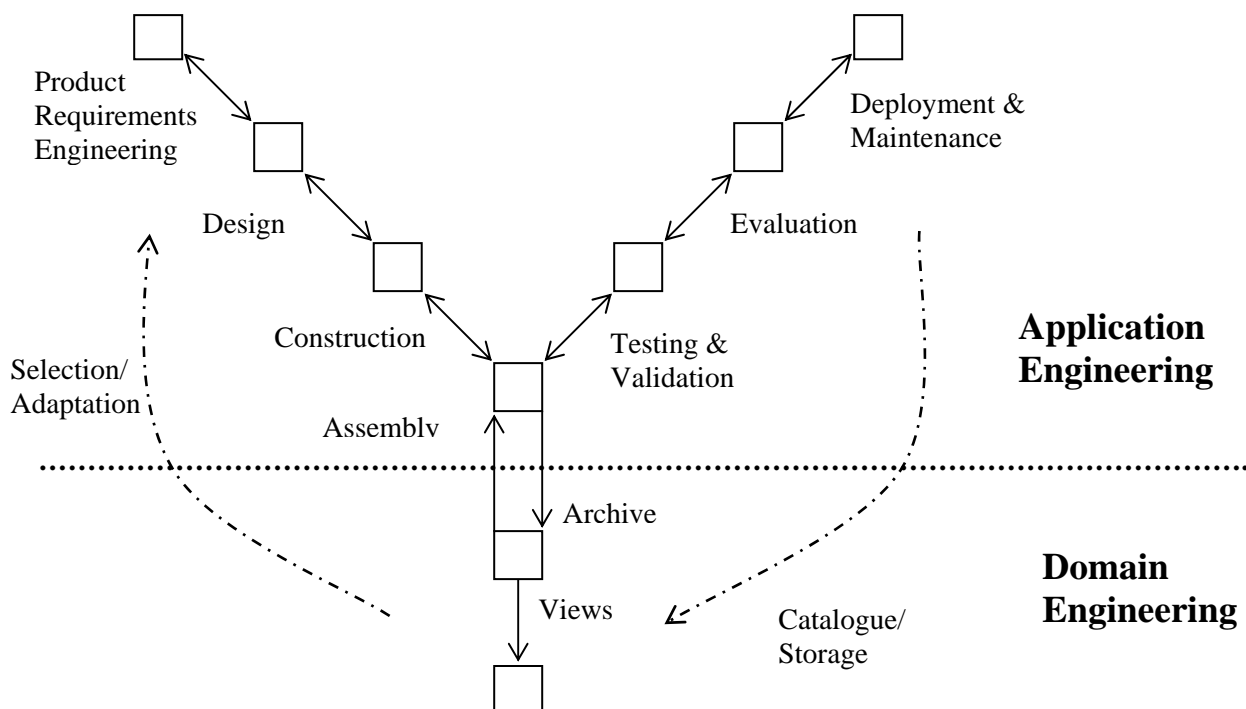 Product
Requirements
Engineering
Deployment &
Maintenance
Design
Evaluation
Construction
Testing &
Validation
Application
Engineering
Selection/
Adaptation
Assembly
Archive
Domain
Engineering
Views
Catalogue/
Storage